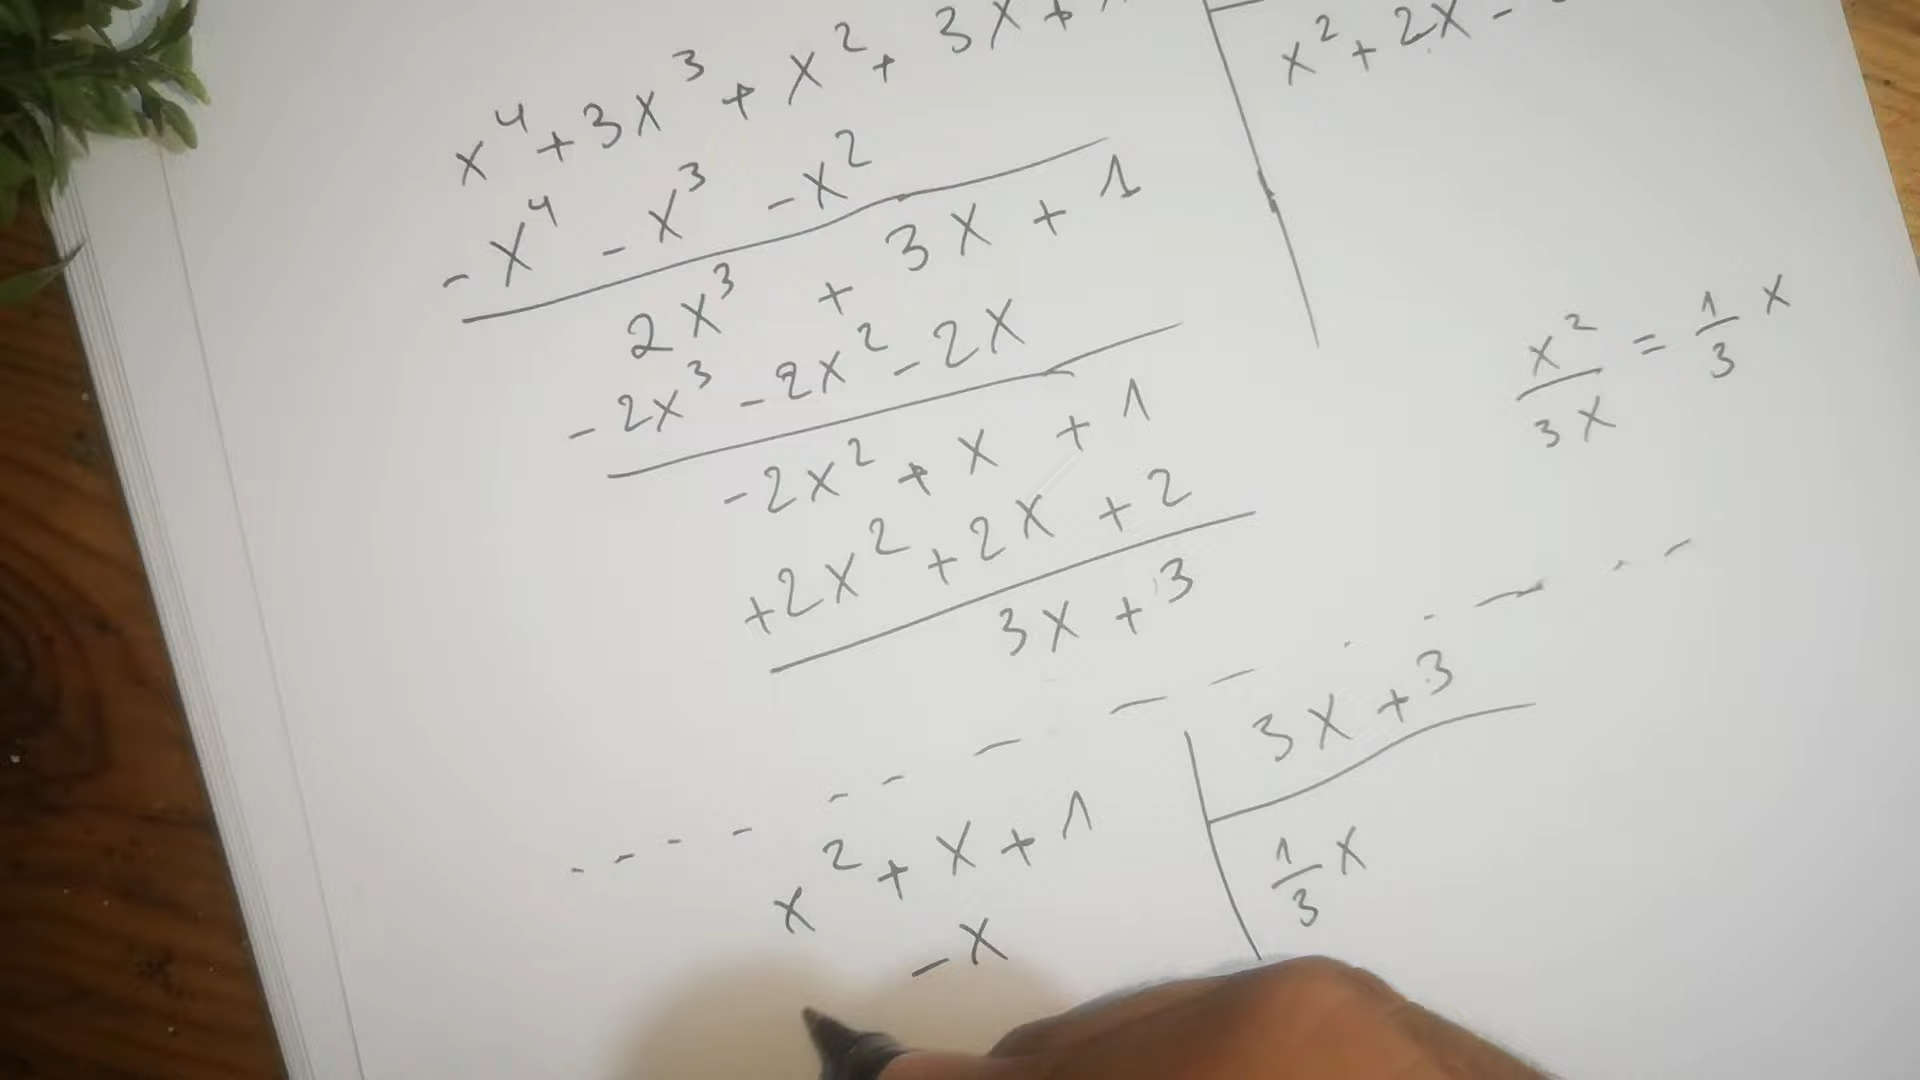 x⁴ + 3x³ + x² + 3x +
x² + 2x -
- x⁴ - x³ - x²
2x³ + 3x + 1
- 2x³ - 2x² - 2x
- 2x² + x + 1
+ 2x² + 2x + 2
3x + 3
x²/3x = 1/3 x
x² + x + 1
3x + 3
- x
1/3 x